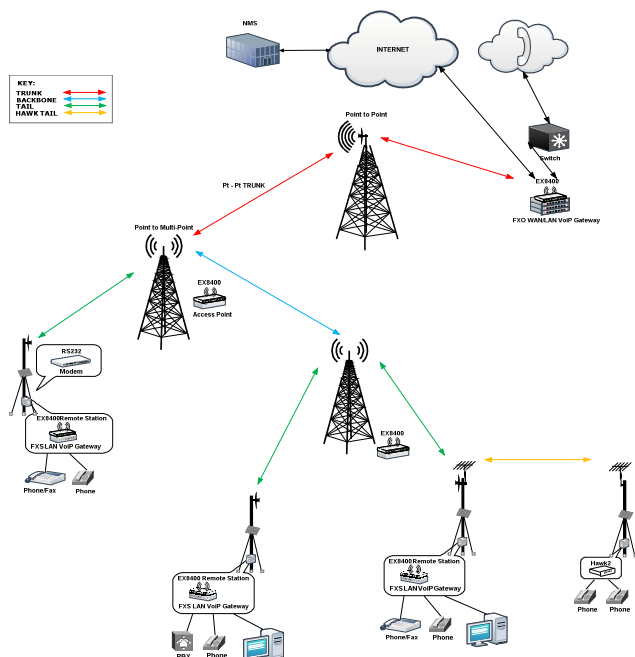 NMS
INTERNET
KEY:
TRUNK
BACKBONE
TAIL
HAWK TAIL
Point to Point
Switch
EX8400
FXO WAN/LAN VoIP Gateway
Pt - Pt TRUNK
Point to Multi-Point
EX8400
Access Point
RS232
Modem
EX8400Remote Station
FXS LAN VoIP Gateway
Phone/Fax
Phone
EX8400
EX8400 Remote Station
FXS LAN VoIP Gateway
PBX
Phone
EX8400 Remote Station
FXS LAN VoIP Gateway
Phone/Fax
Phone
Hawk2
Phone
Phone